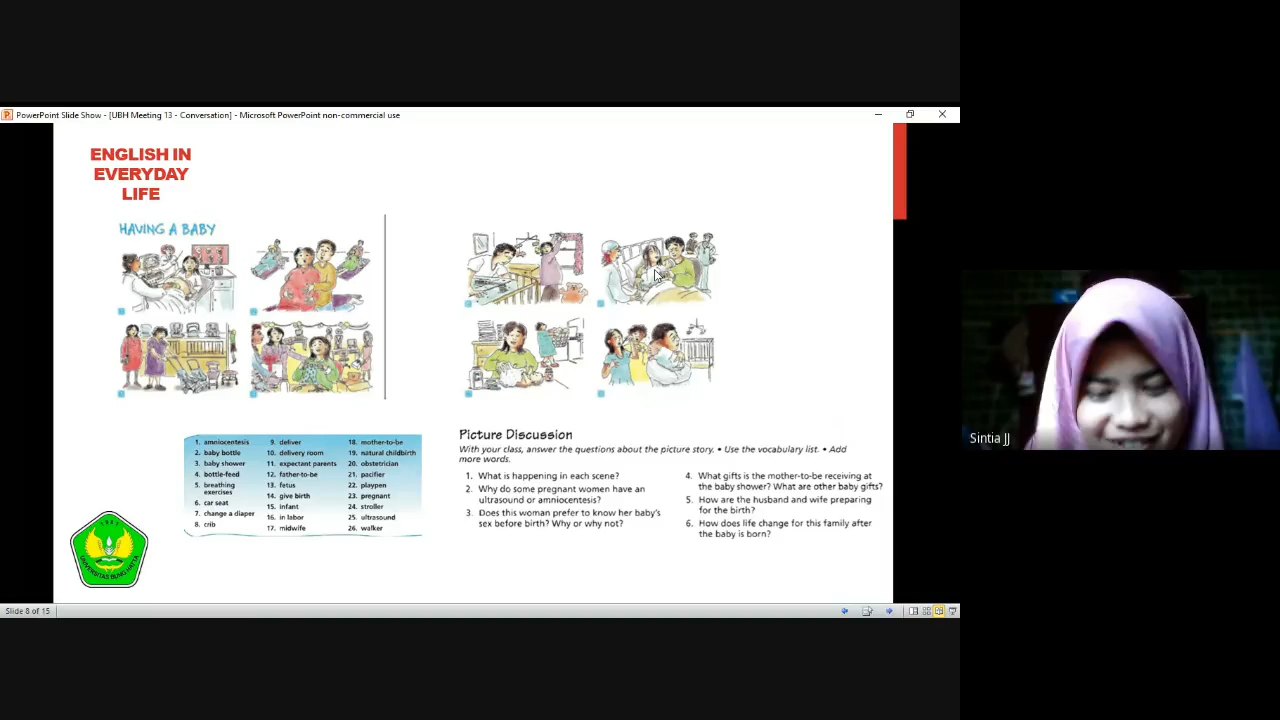 PowerPoint Slide Show - [UBH Meeting 13 - Conversation] - Microsoft PowerPoint non-commercial use
ENGLISH IN
EVERYDAY
LIFE
HAVING A BABY
1. amniocentesis
2. baby bottle
3. baby shower
4. bottle-feed
5. breathing
exercises
6. car seat
7. change a diaper
8. crib
9. deliver
10. delivery room
11. expectant parents
12. father-to-be
13. fetus
14. give birth
15. infant
16. in labor
17. midwife
18. mother-to-be
19. natural childbirth
20. obstetrician
21. pacifier
22. playpen
23. pregnant
24. stroller
25. ultrasound
26. walker
Picture Discussion
With your class, answer the questions about the picture story. • Use the vocabulary list. • Add
more words.
1. What is happening in each scene?
2. Why do some pregnant women have an
ultrasound or amniocentesis?
3. Does this woman prefer to know her baby's
sex before birth? Why or why not?
4. What gifts is the mother-to-be receiving at
the baby shower? What are other baby gifts?
5. How are the husband and wife preparing
for the birth?
6. How does life change for this family after
the baby is born?
1981
UNIVERSITAS BUNG HATTA
Slide 8 of 15
Sintia JJ